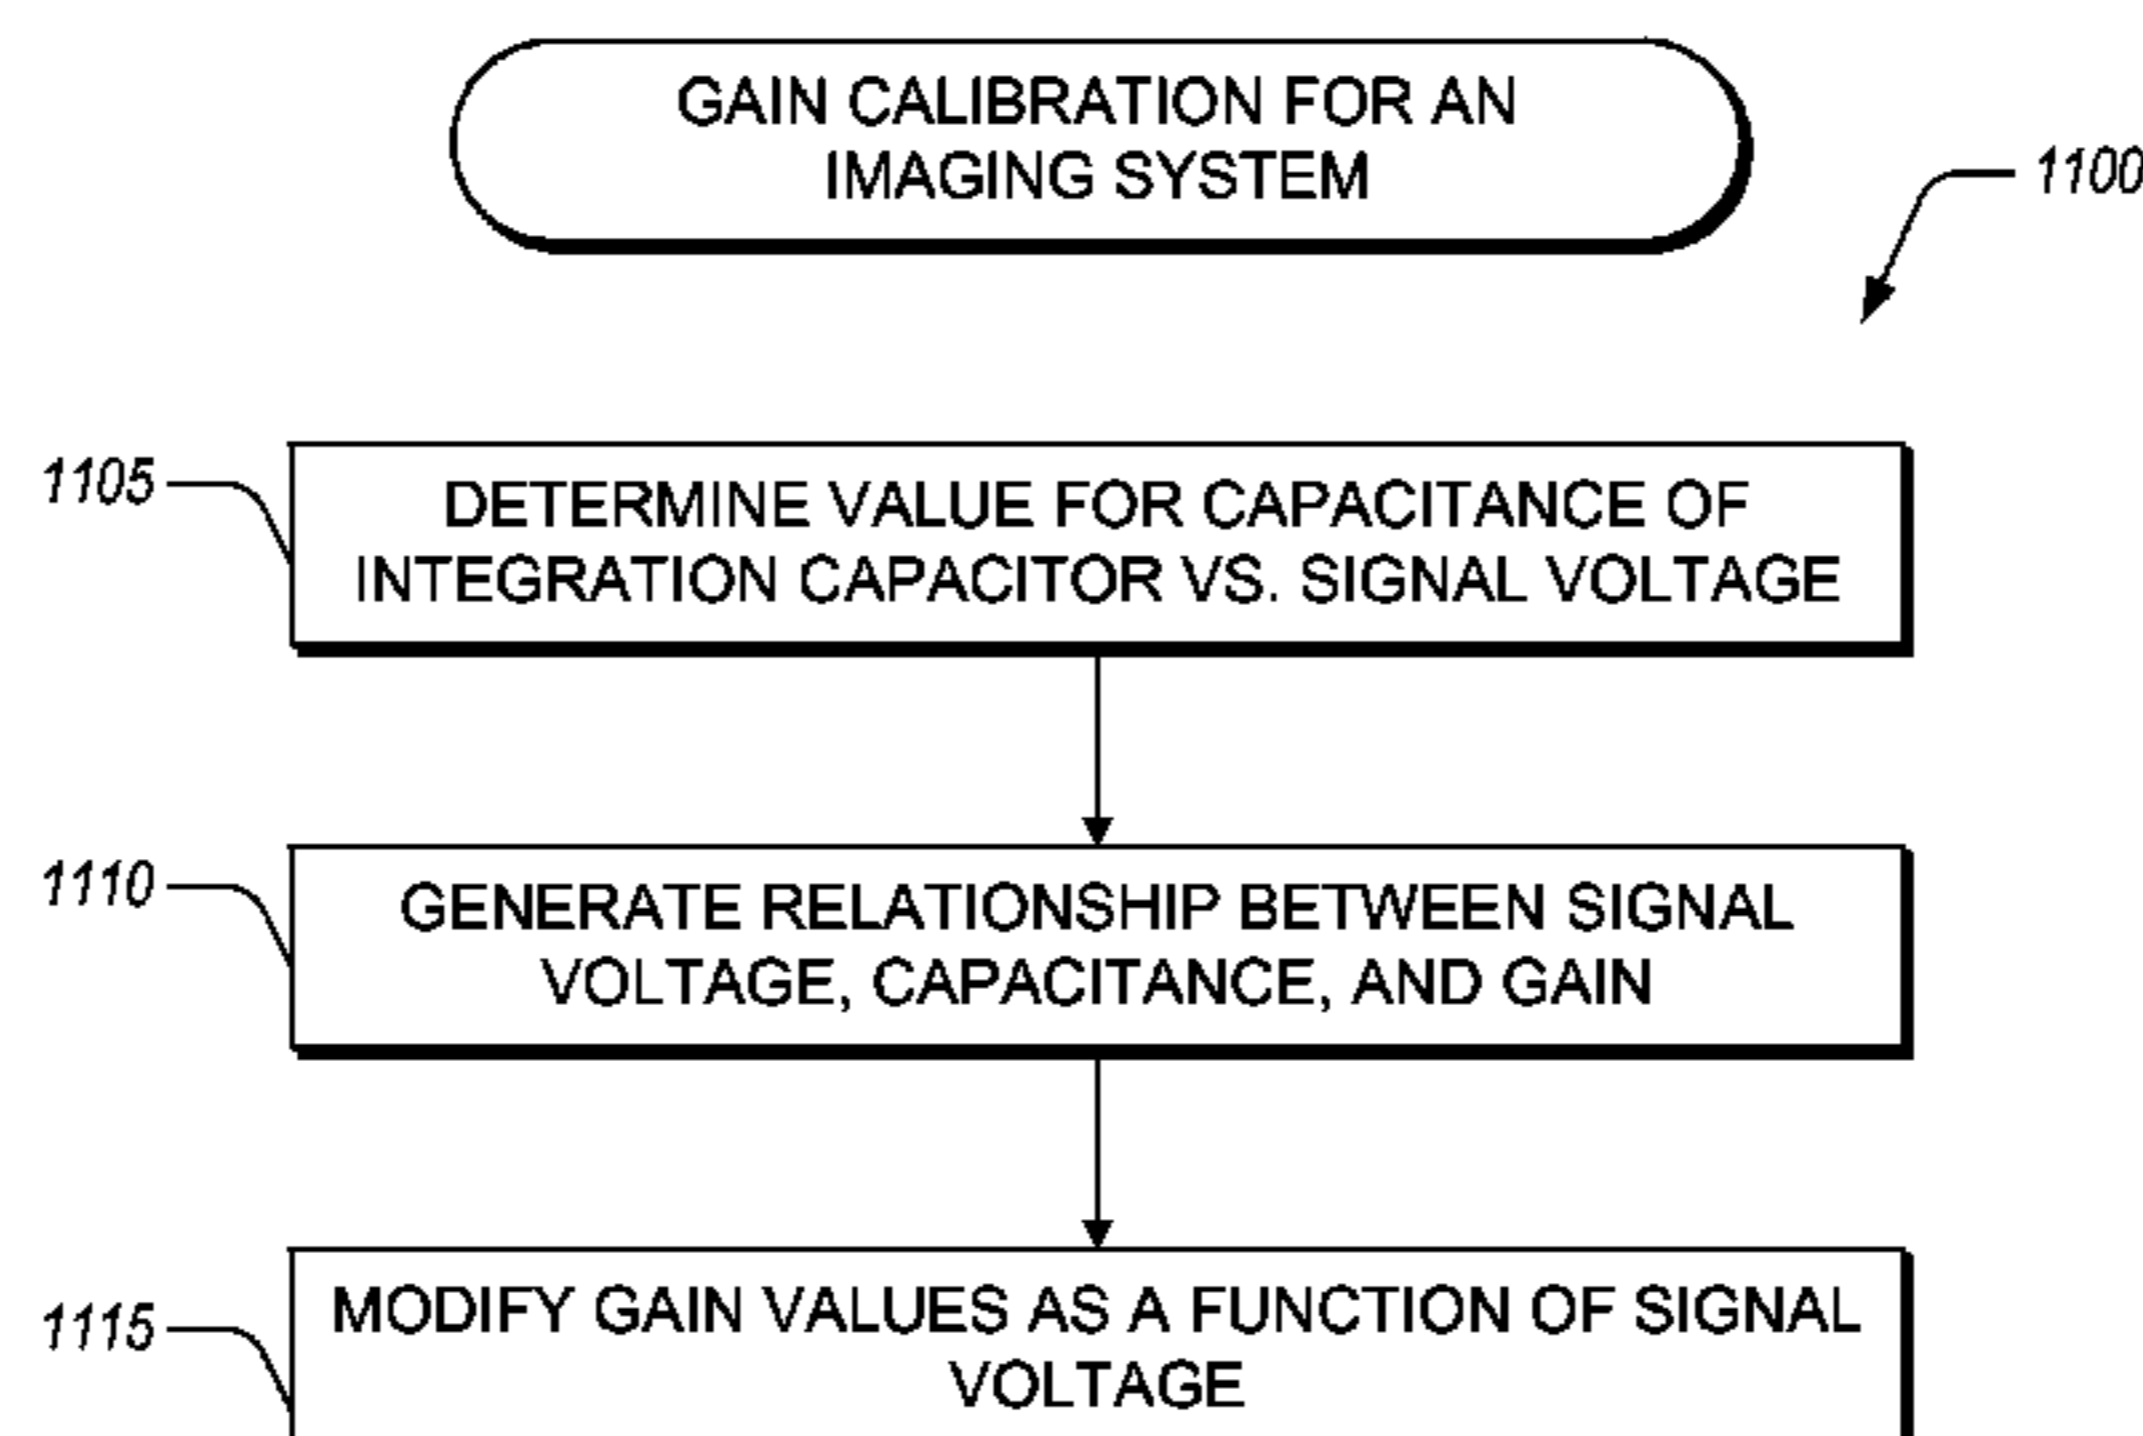 GAIN CALIBRATION FOR AN
IMAGING SYSTEM
1100
1105
DETERMINE VALUE FOR CAPACITANCE OF
INTEGRATION CAPACITOR VS. SIGNAL VOLTAGE
1110
GENERATE RELATIONSHIP BETWEEN SIGNAL
VOLTAGE, CAPACITANCE, AND GAIN
1115
MODIFY GAIN VALUES AS A FUNCTION OF SIGNAL
VOLTAGE